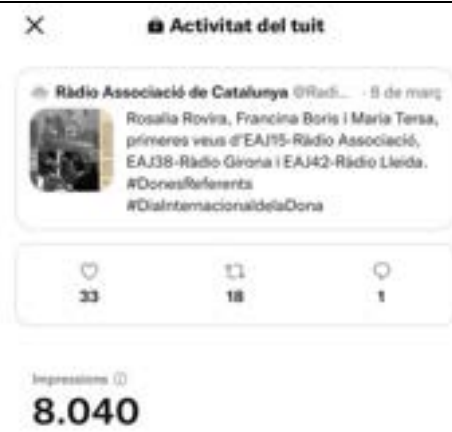 Activitat del tuit
Ràdio Associació de Catalunya @Radi... · 8 de març
Rosalia Rovira, Francina Boris i Maria Tersa,
primeres veus d'EAJ15-Ràdio Associació,
EAJ38-Ràdio Girona i EAJ42-Ràdio Lleida.
#DonesReferents
#DiaInternacionaldelaDona
33 18 1
Impressions
8.040